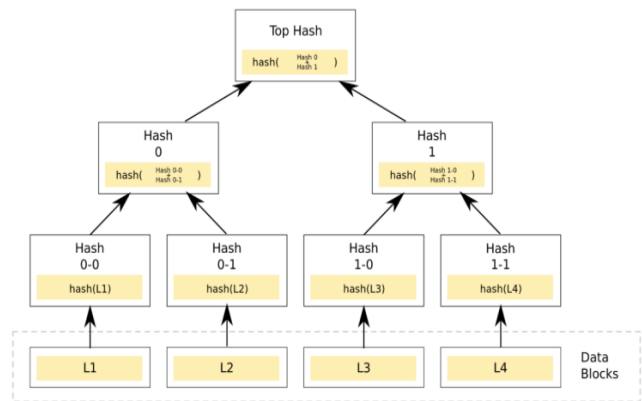 Top Hash
hash( Hash 0 + Hash 1 )
Hash
0
hash( Hash 0-0 + Hash 0-1 )
Hash
1
hash( Hash 1-0 + Hash 1-1 )
Hash
0-0
hash(L1)
Hash
0-1
hash(L2)
Hash
1-0
hash(L3)
Hash
1-1
hash(L4)
L1
L2
L3
L4
Data
Blocks